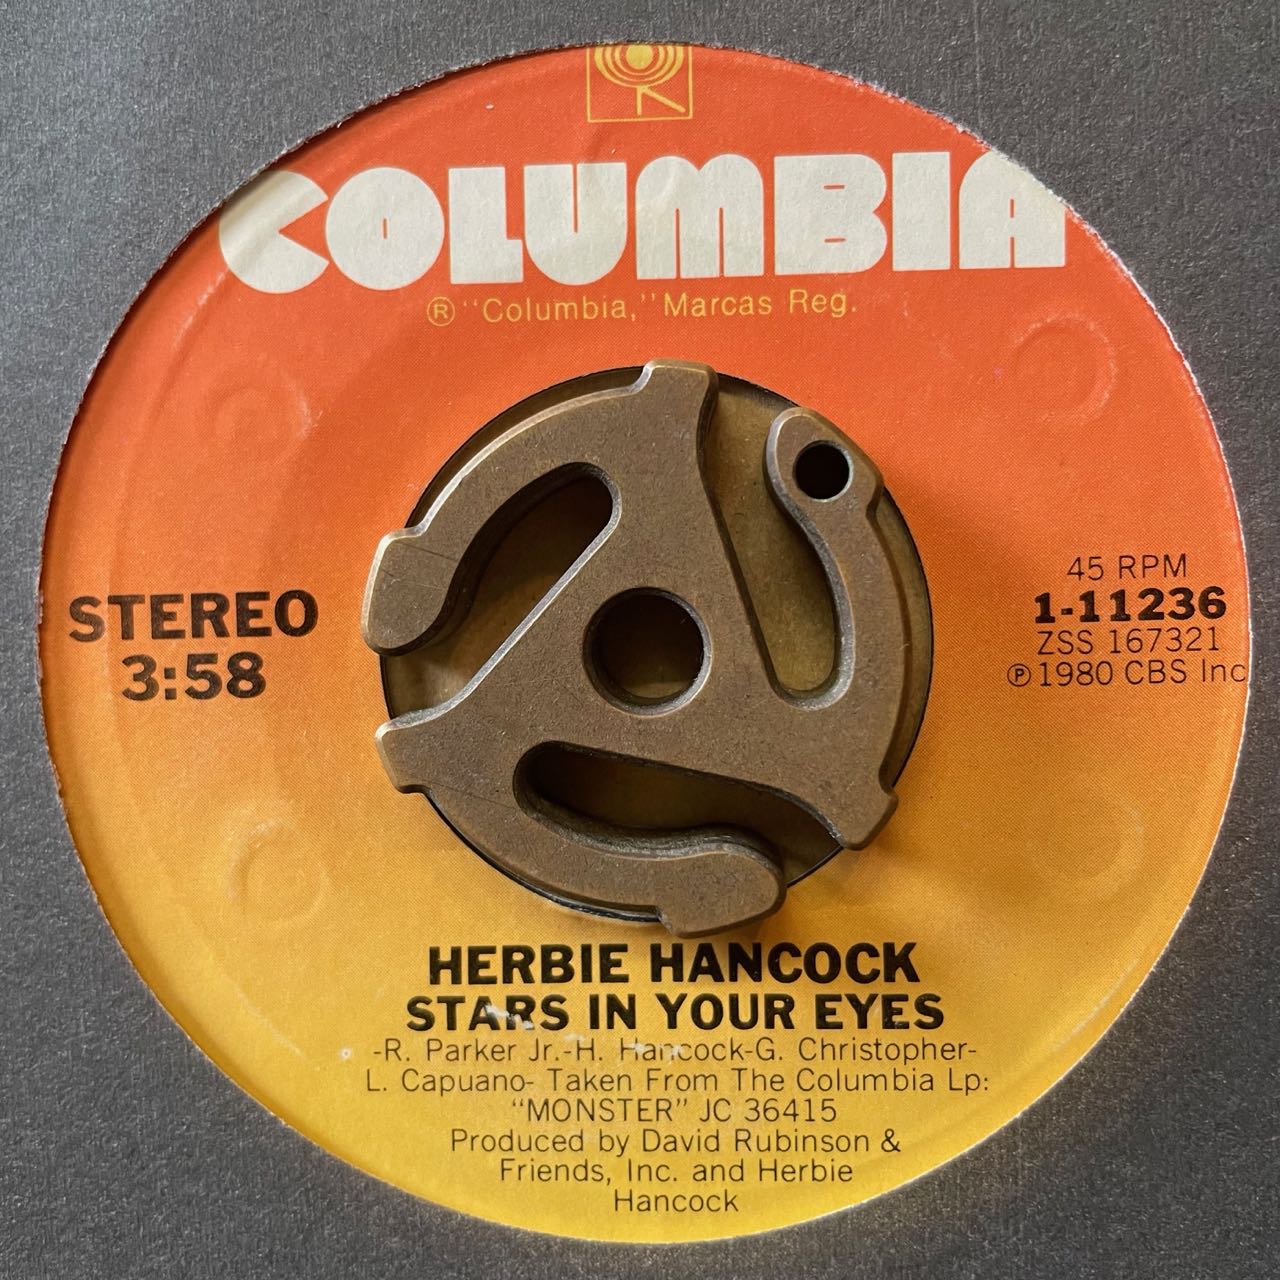 COLUMBIA
® "Columbia," Marcas Reg.
STEREO
3:58
45 RPM
1-11236
ZSS 167321
℗1980 CBS Inc
HERBIE HANCOCK
STARS IN YOUR EYES
-R. Parker Jr.-H. Hancock-G. Christopher-
L. Capuano- Taken From The Columbia Lp:
"MONSTER" JC 36415
Produced by David Rubinson &
Friends, Inc. and Herbie
Hancock